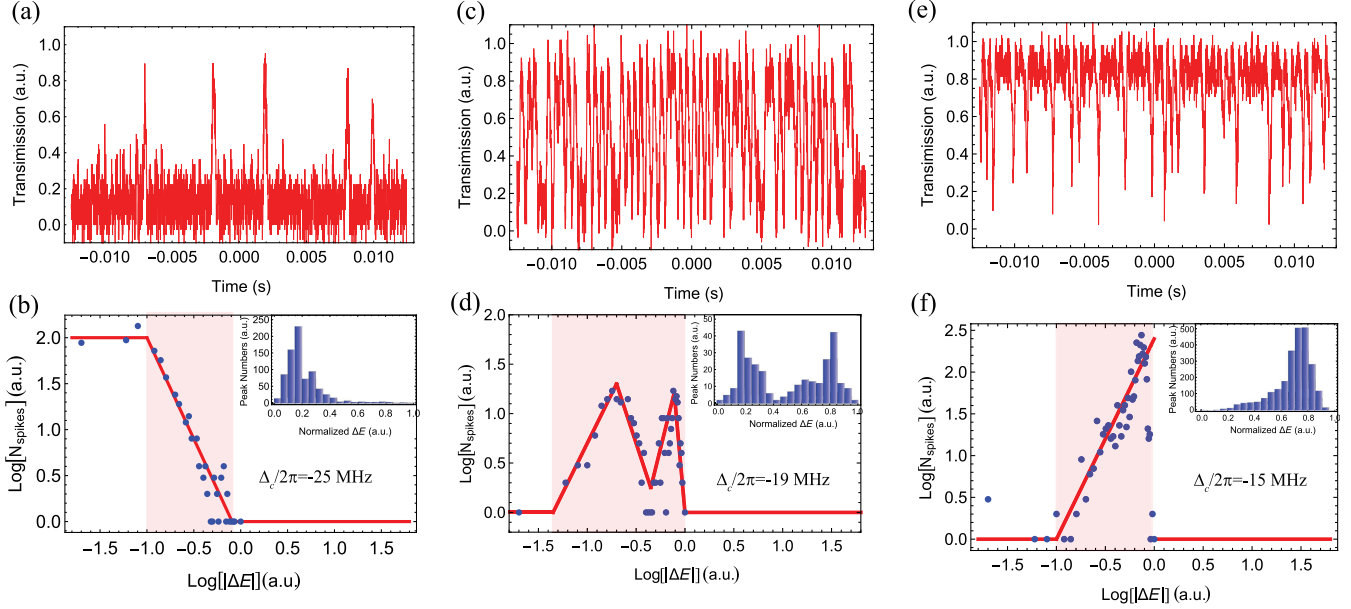 (a)
Transmission (a.u.)
1.0
0.8
0.6
0.4
0.2
0.0
−0.010 −0.005 0.000 0.005 0.010
Time (s)
(c)
Transimission (a.u.)
1.0
0.8
0.6
0.4
0.2
0.0
−0.010 −0.005 0.000 0.005 0.010
Time (s)
(e)
Transmission (a.u.)
1.0
0.8
0.6
0.4
0.2
0.0
−0.010 −0.005 0.000 0.005 0.010
Time (s)
(b)
Log[Nspikes] (a.u.)
2.0
1.5
1.0
0.5
0.0
−1.5 −1.0 −0.5 0.0 0.5 1.0 1.5
Log[|ΔE|] (a.u.)
Peak Numbers (a.u.)
250
200
150
100
50
0
0.0 0.2 0.4 0.6 0.8 1.0
Normalized ΔE (a.u.)
Δc/2π=-25 MHz
(d)
Log[Nspikes] (a.u.)
2.0
1.5
1.0
0.5
0.0
−1.5 −1.0 −0.5 0.0 0.5 1.0 1.5
Log[|ΔE|] (a.u.)
Peak Numbers (a.u.)
50
40
30
20
10
0
0.0 0.2 0.4 0.6 0.8 1.0
Normalized ΔE (a.u.)
Δc/2π=-19 MHz
(f)
Log[Nspikes] (a.u.)
2.5
2.0
1.5
1.0
0.5
0.0
−1.5 −1.0 −0.5 0.0 0.5 1.0 1.5
Log[|ΔE|] (a.u.)
Peak Numbers (a.u.)
500
400
300
200
100
0
0.0 0.2 0.4 0.6 0.8 1.0
Normalized ΔE (a.u.)
Δc/2π=-15 MHz